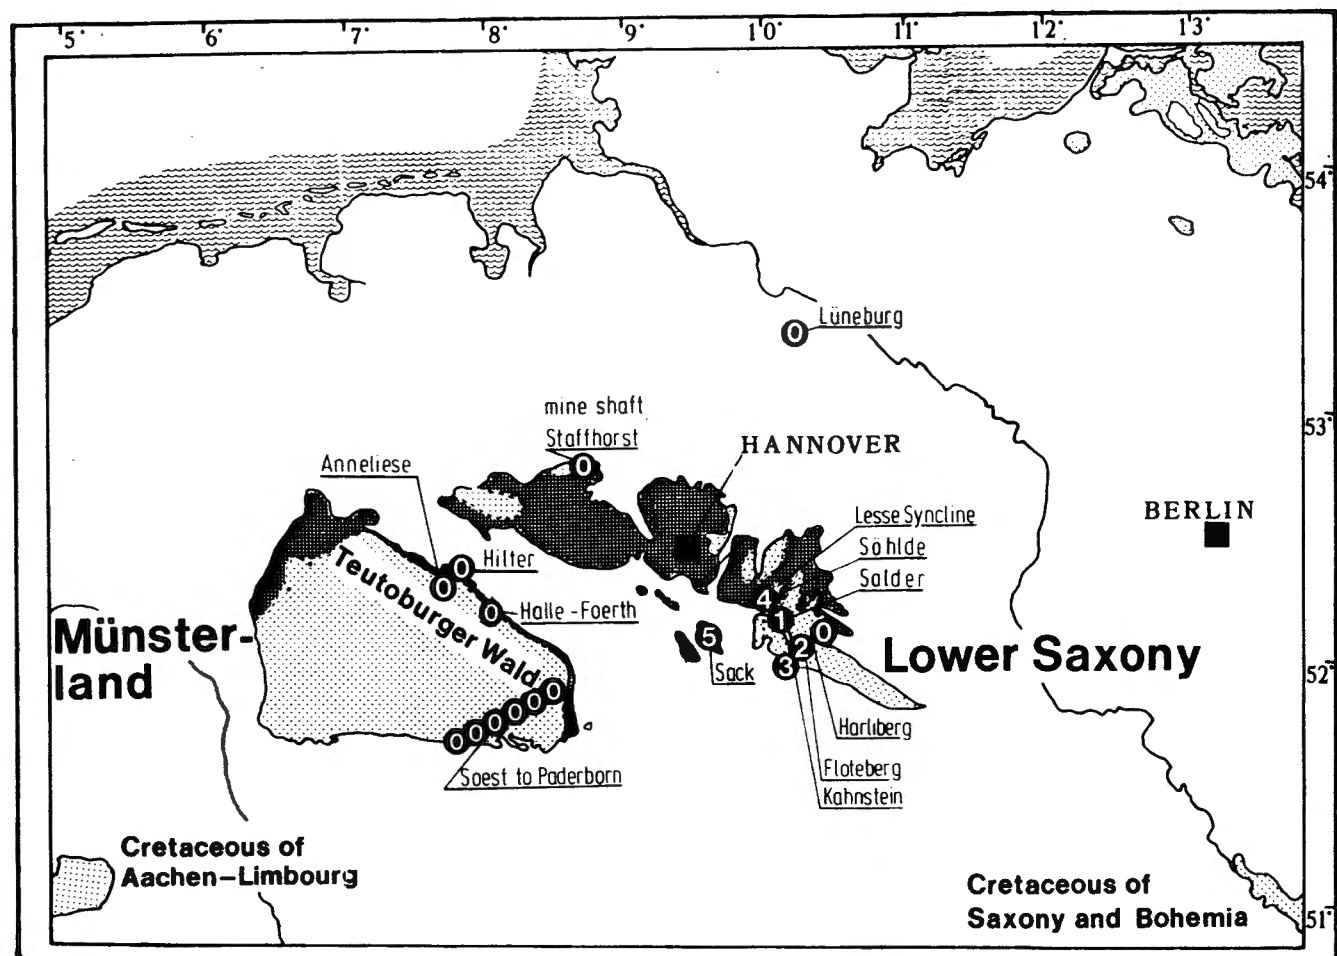 5° 6° 7° 8° 9° 10° 11° 12° 13°
54°
0 Lüneburg
mine shaft
Staffhorst
0
HANNOVER
53°
Anneliese
Lesse Syncline
BERLIN
Söhlde
Salder
Hilter
0
0
Halle-Foerth
0
Teutoburger Wald
4
1
0
2
3
5
Sack
Münster-
land
Lower Saxony
52°
Harliberg
0 0 0 0 0 0
Soest to Paderborn
Floteberg
Kahnstein
Cretaceous of
Aachen-Limbourg
Cretaceous of
Saxony and Bohemia
51°